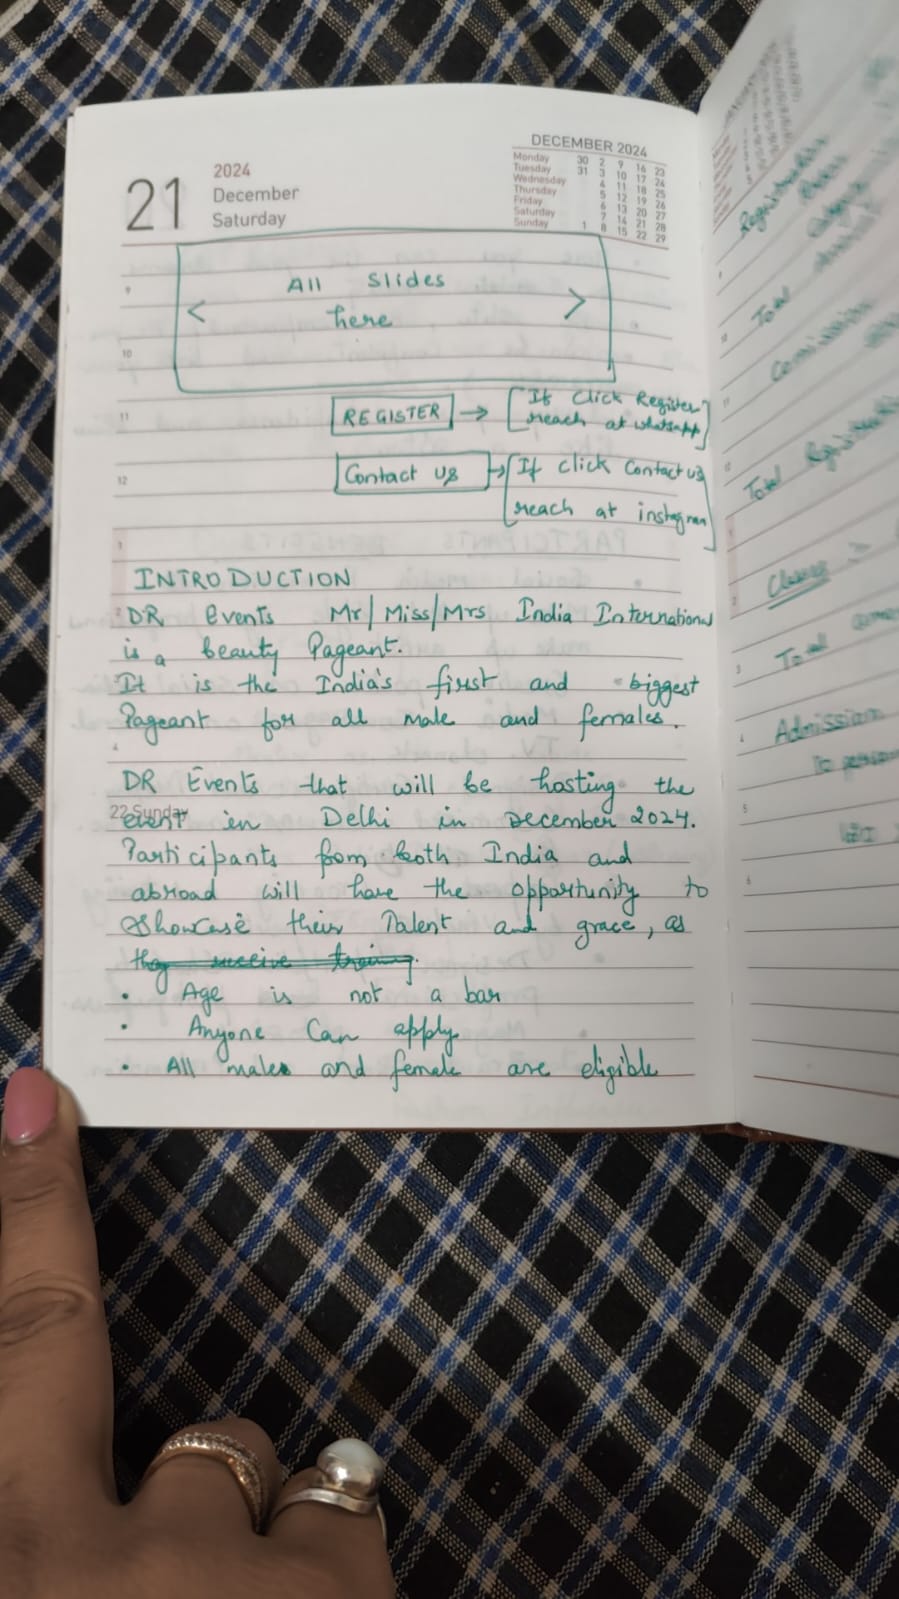 21
2024
December
Saturday
DECEMBER 2024
Monday 30 2 9 16 23
Tuesday 31 3 10 17 24
Wednesday 4 11 18 25
Thursday 5 12 19 26
Friday 6 13 20 27
Saturday 7 14 21 28
Sunday 1 8 15 22 29
9
All Slides
< >
here
10
11
REGISTER → [If Click Register
reach at whatsapp]
12
Contact us → [If click Contact us
reach at instagram]
1
INTRODUCTION
2
DR Events Mr/Miss/Mrs India International
is a beauty Pageant.
It is the India's first and biggest
Pageant for all male and females.
4
DR Events that will be hosting the
22 Sunday
event in Delhi in December 2024.
Participants from both India and
abroad will have the opportunity to
Showcase their Talent and grace, as
they receive training.
• Age is not a bar
• Anyone Can apply
• All males and female are eligible
Registration
Total
Comission
Total Registration
Classes =
Total
Admission